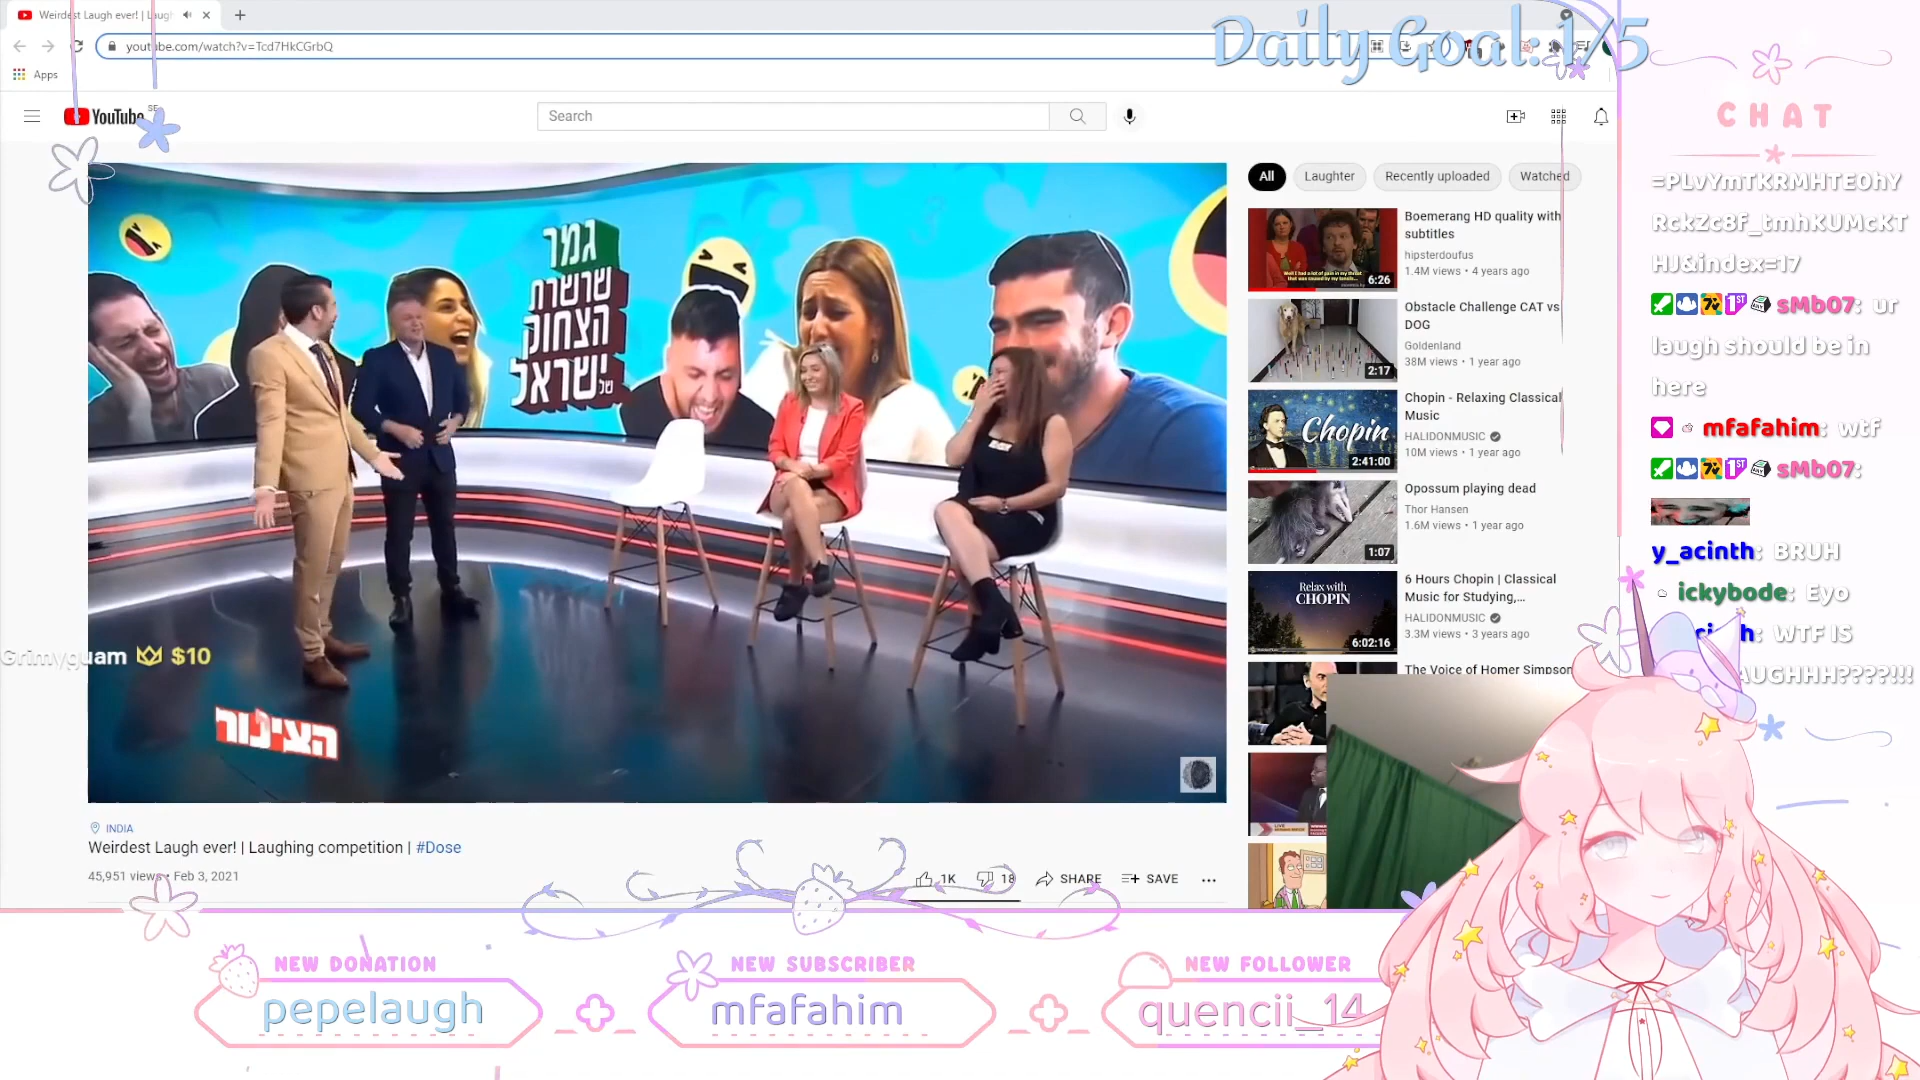 Weirdest Laugh ever! | Laugh
youtube.com/watch?v=Tcd7HkCGrbQ
Daily Goal: 1/5
Apps
YouTube
SE
Search
All
Laughter
Recently uploaded
Watched
גמר
שרשרת
הצחוק
של ישראל
הצינור
Grimyguam $10
Boemerang HD quality with
subtitles
hipsterdoufus
1.4M views • 4 years ago
6:26
Obstacle Challenge CAT vs
DOG
Goldenland
38M views • 1 year ago
2:17
Chopin - Relaxing Classical
Music
HALIDONMUSIC
10M views • 1 year ago
Chopin
2:41:00
Opossum playing dead
Thor Hansen
1.6M views • 1 year ago
1:07
6 Hours Chopin | Classical
Music for Studying,...
HALIDONMUSIC
3.3M views • 3 years ago
Relax with
CHOPIN
6:02:16
The Voice of Homer Simpson
LIVE
INDIA
Weirdest Laugh ever! | Laughing competition | #Dose
45,951 views • Feb 3, 2021
1K
18
SHARE
SAVE
CHAT
=PLvYmTKRMHTE0hY
RckZc8f_tmhKUMcKT
HJ&index=17
1ST sMb07: ur
laugh should be in
here
mfafahim: wtf
1ST sMb07:
y_acinth: BRUH
ickybode: Eyo
WTF IS
AUGHHH????!!!
NEW DONATION
pepelaugh
NEW SUBSCRIBER
mfafahim
NEW FOLLOWER
quencii_14